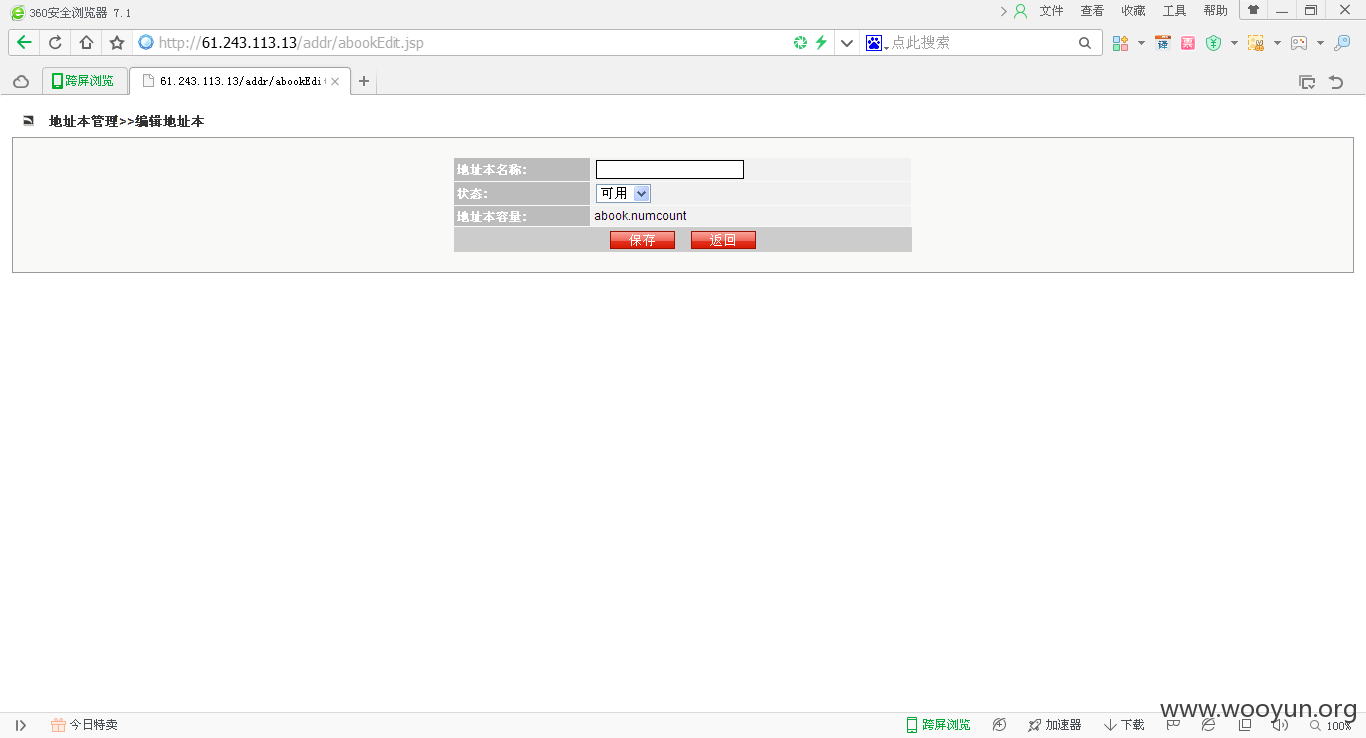 360安全浏览器 7.1
文件 查看 收藏 工具 帮助
http://61.243.113.13/addr/abookEdit.jsp
点此搜索
译 票
跨屏浏览
61.243.113.13/addr/abookEdi
地址本管理>>编辑地址本
地址本名称:
状态: 可用
地址本容量: abook.numcount
保存 返回
www.wooyun.org
今日特卖
跨屏浏览 加速器 下载 100%